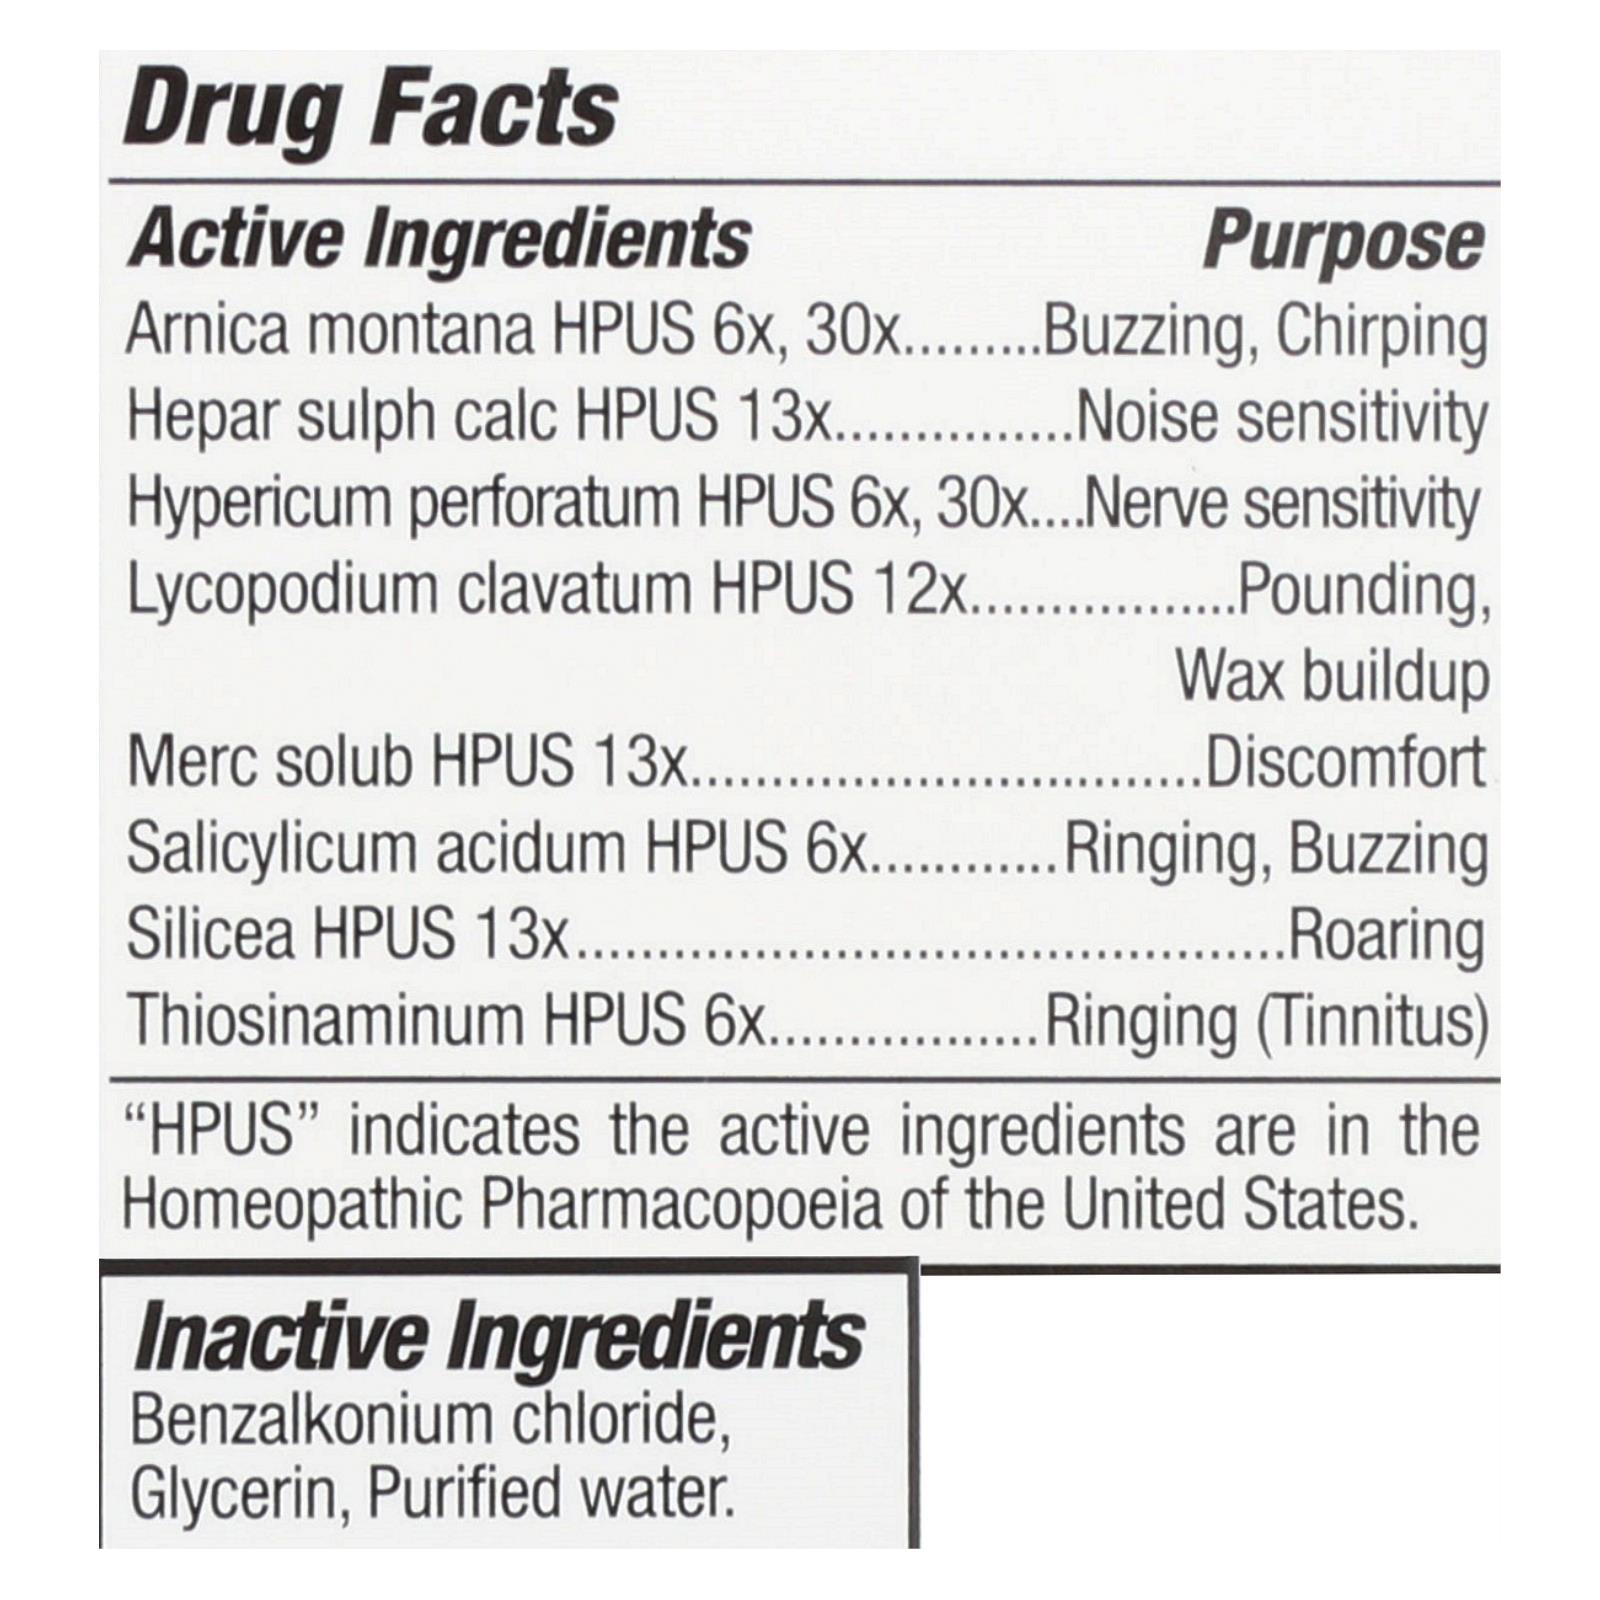 Drug Facts
Active Ingredients Purpose
Arnica montana HPUS 6x, 30x.........Buzzing, Chirping
Hepar sulph calc HPUS 13x...............Noise sensitivity
Hypericum perforatum HPUS 6x, 30x....Nerve sensitivity
Lycopodium clavatum HPUS 12x.................Pounding,
Wax buildup
Merc solub HPUS 13x................................Discomfort
Salicylicum acidum HPUS 6x............Ringing, Buzzing
Silicea HPUS 13x.............................................Roaring
Thiosinaminum HPUS 6x.................Ringing (Tinnitus)
“HPUS” indicates the active ingredients are in the
Homeopathic Pharmacopoeia of the United States.
Inactive Ingredients
Benzalkonium chloride,
Glycerin, Purified water.